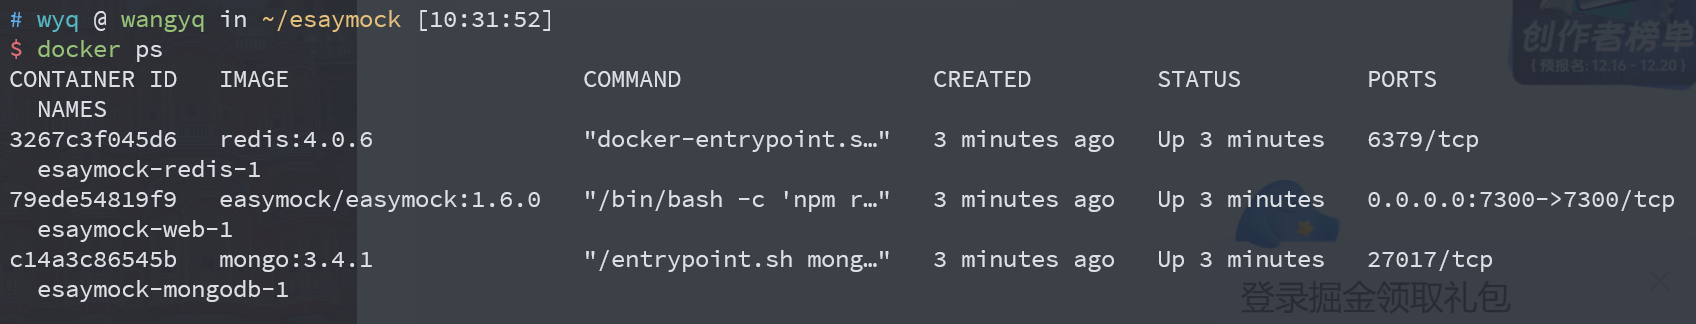 # wyq @ wangyq in ~/esaymock [10:31:52]
$ docker ps
CONTAINER ID   IMAGE                     COMMAND                  CREATED         STATUS         PORTS
  NAMES
3267c3f045d6   redis:4.0.6               "docker-entrypoint.s…"   3 minutes ago   Up 3 minutes   6379/tcp
  esaymock-redis-1
79ede54819f9   easymock/easymock:1.6.0   "/bin/bash -c 'npm r…"   3 minutes ago   Up 3 minutes   0.0.0.0:7300->7300/tcp
  esaymock-web-1
c14a3c86545b   mongo:3.4.1               "/entrypoint.sh mong…"   3 minutes ago   Up 3 minutes   27017/tcp
  esaymock-mongodb-1
创作者榜单
(预报名: 12.16 - 12.20)
登录掘金领取礼包